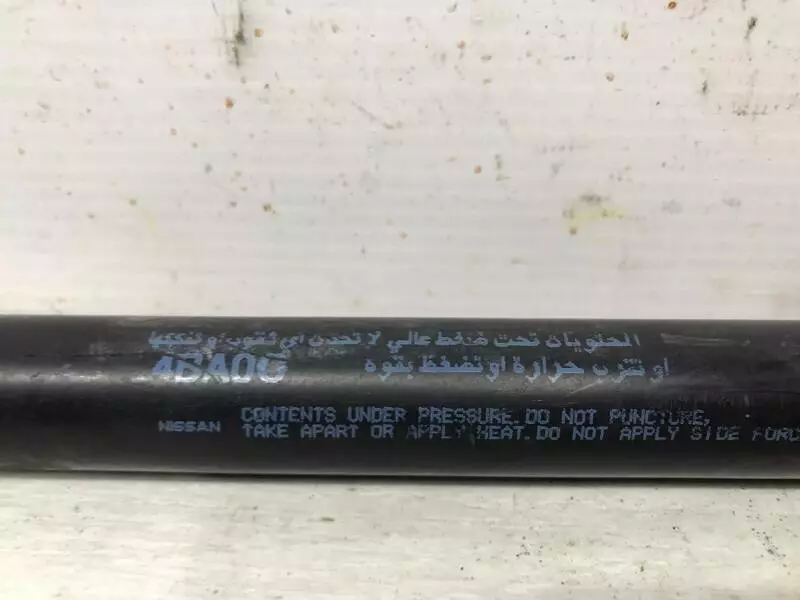 المحتويات تحت ضغط عالي لا تحدث اي ثقوب او تفككها
او تقرب حرارة او تضغط بقوه
4BA0G
NISSAN
CONTENTS UNDER PRESSURE. DO NOT PUNCTURE,
TAKE APART OR APPLY HEAT. DO NOT APPLY SIDE FORC